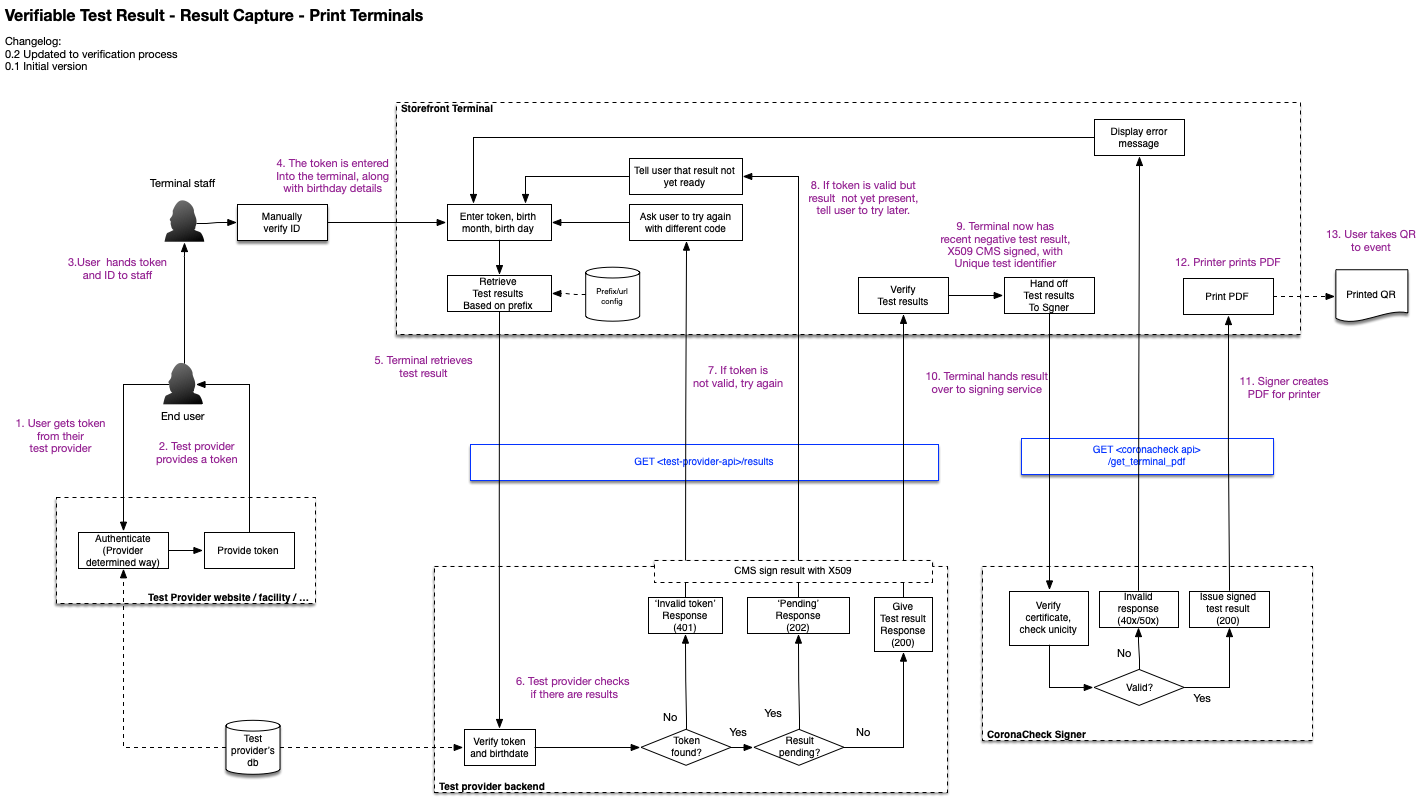 Verifiable Test Result - Result Capture - Print Terminals
Changelog:
0.2 Updated to verification process
0.1 Initial version
Storefront Terminal
Display error
message
4. The token is entered
Into the terminal, along
with birthday details
Tell user that result not
yet ready
8. If token is valid but
result not yet present,
tell user to try later.
Terminal staff
Manually
verify ID
Enter token, birth
month, birth day
Ask user to try again
with different code
9. Terminal now has
recent negative test result,
X509 CMS signed, with
Unique test identifier
13. User takes QR
to event
3.User hands token
and ID to staff
12. Printer prints PDF
Retrieve
Test results
Based on prefix
Prefix/url
config
Verify
Test results
Hand off
Test results
To Sgner
Print PDF
Printed QR
5. Terminal retrieves
test result
7. If token is
not valid, try again
10. Terminal hands result
over to signing service
11. Signer creates
PDF for printer
End user
1. User gets token
from their
test provider
2. Test provider
provides a token
GET <test-provider-api>/results
GET <coronacheck api>
/get_terminal_pdf
Authenticate
(Provider
determined way)
Provide token
Test Provider website / facility / ...
CMS sign result with X509
'Invalid token'
Response
(401)
'Pending'
Response
(202)
Give
Test result
Response
(200)
Verify
certificate,
check unicity
Invalid
response
(40x/50x)
Issue signed
test result
(200)
No
Valid?
Yes
6. Test provider checks
if there are results
No
Yes
Yes
No
Test
provider's
db
Verify token
and birthdate
Token
found?
Result
pending?
CoronaCheck Signer
Test provider backend